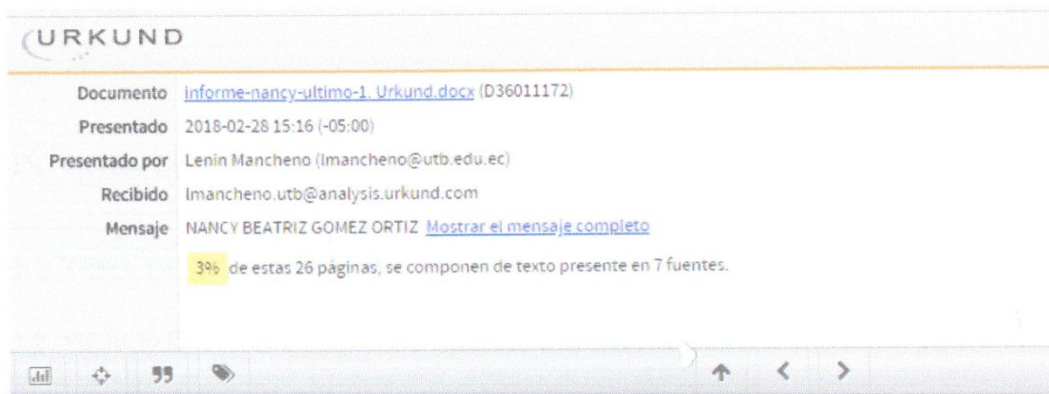 URKUND
Documento informe-nancy-ultimo-1. Urkund.docx (D36011172)
Presentado 2018-02-28 15:16 (-05:00)
Presentado por Lenin Mancheno (lmancheno@utb.edu.ec)
Recibido lmancheno.utb@analysis.urkund.com
Mensaje NANCY BEATRIZ GOMEZ ORTIZ Mostrar el mensaje completo
3% de estas 26 páginas, se componen de texto presente en 7 fuentes.